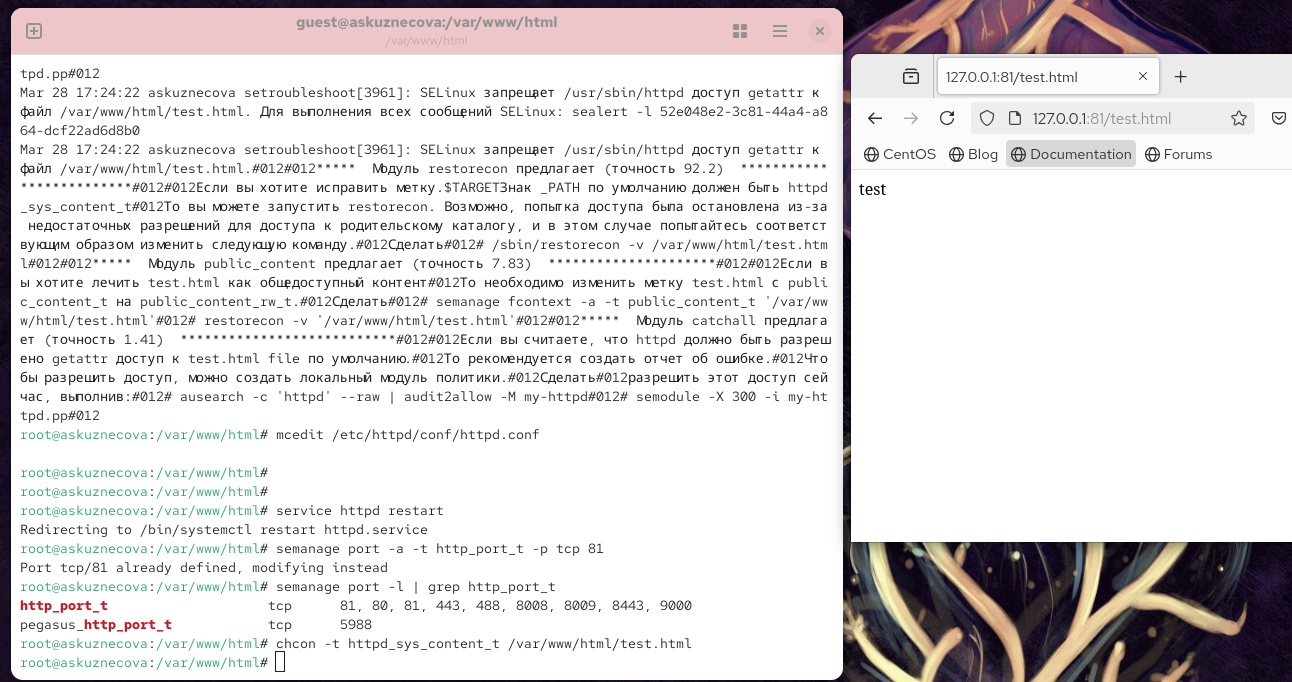 guest@askuznecova:/var/www/html
/var/www/html
tpd.pp#012
Mar 28 17:24:22 askuznecova setroubleshoot[3961]: SELinux запрещает /usr/sbin/httpd доступ getattr к
файл /var/www/html/test.html. Для выполнения всех сообщений SELinux: sealert -l 52e048e2-3c81-44a4-a8
64-dcf22ad6d8b0
Mar 28 17:24:22 askuznecova setroubleshoot[3961]: SELinux запрещает /usr/sbin/httpd доступ getattr к
файл /var/www/html/test.html.#012#012***** Модуль restorecon предлагает (точность 92.2) ***********
**************#012#012Если вы хотите исправить метку.$TARGETЗнак _PATH по умолчанию должен быть httpd
_sys_content_t#012То вы можете запустить restorecon. Возможно, попытка доступа была остановлена из-за
недостаточных разрешений для доступа к родительскому каталогу, и в этом случае попытайтесь соответст
вующим образом изменить следующую команду.#012Сделать#012# /sbin/restorecon -v /var/www/html/test.htm
l#012#012***** Модуль public_content предлагает (точность 7.83) *********************#012#012Если в
ы хотите лечить test.html как общедоступный контент#012То необходимо изменить метку test.html с publi
c_content_t на public_content_rw_t.#012Сделать#012# semanage fcontext -a -t public_content_t '/var/ww
w/html/test.html'#012# restorecon -v '/var/www/html/test.html'#012#012***** Модуль catchall предлага
ет (точность 1.41) ***************************#012#012Если вы считаете, что httpd должно быть разреш
ено getattr доступ к test.html file по умолчанию.#012То рекомендуется создать отчет об ошибке.#012Что
бы разрешить доступ, можно создать локальный модуль политики.#012Сделать#012разрешить этот доступ сей
час, выполнив:#012# ausearch -c 'httpd' --raw | audit2allow -M my-httpd#012# semodule -X 300 -i my-ht
tpd.pp#012
root@askuznecova:/var/www/html# mcedit /etc/httpd/conf/httpd.conf
root@askuznecova:/var/www/html#
root@askuznecova:/var/www/html#
root@askuznecova:/var/www/html# service httpd restart
Redirecting to /bin/systemctl restart httpd.service
root@askuznecova:/var/www/html# semanage port -a -t http_port_t -p tcp 81
Port tcp/81 already defined, modifying instead
root@askuznecova:/var/www/html# semanage port -l | grep http_port_t
http_port_t tcp 81, 80, 81, 443, 488, 8008, 8009, 8443, 9000
pegasus_http_port_t tcp 5988
root@askuznecova:/var/www/html# chcon -t httpd_sys_content_t /var/www/html/test.html
root@askuznecova:/var/www/html#
127.0.0.1:81/test.html
127.0.0.1:81/test.html
CentOS Blog Documentation Forums
test